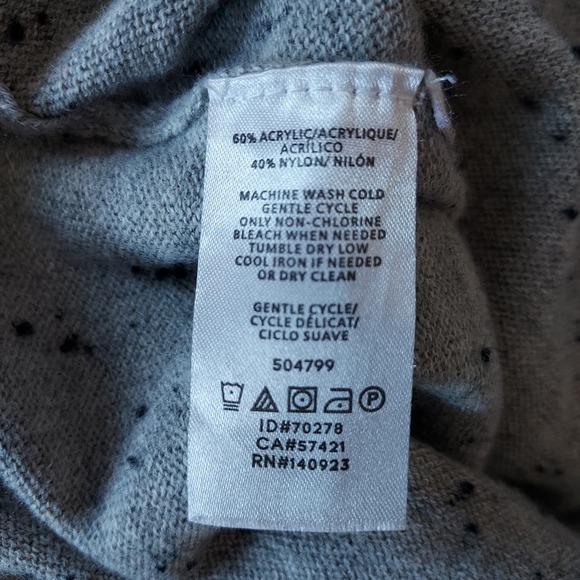 60% ACRYLIC/ACRYLIQUE/
ACRÍLICO
40% NYLON/ NILÓN
MACHINE WASH COLD
GENTLE CYCLE
ONLY NON-CHLORINE
BLEACH WHEN NEEDED
TUMBLE DRY LOW
COOL IRON IF NEEDED
OR DRY CLEAN
GENTLE CYCLE/
CYCLE DÉLICAT/
CICLO SUAVE
504799
P
ID#70278
CA#57421
RN#140923